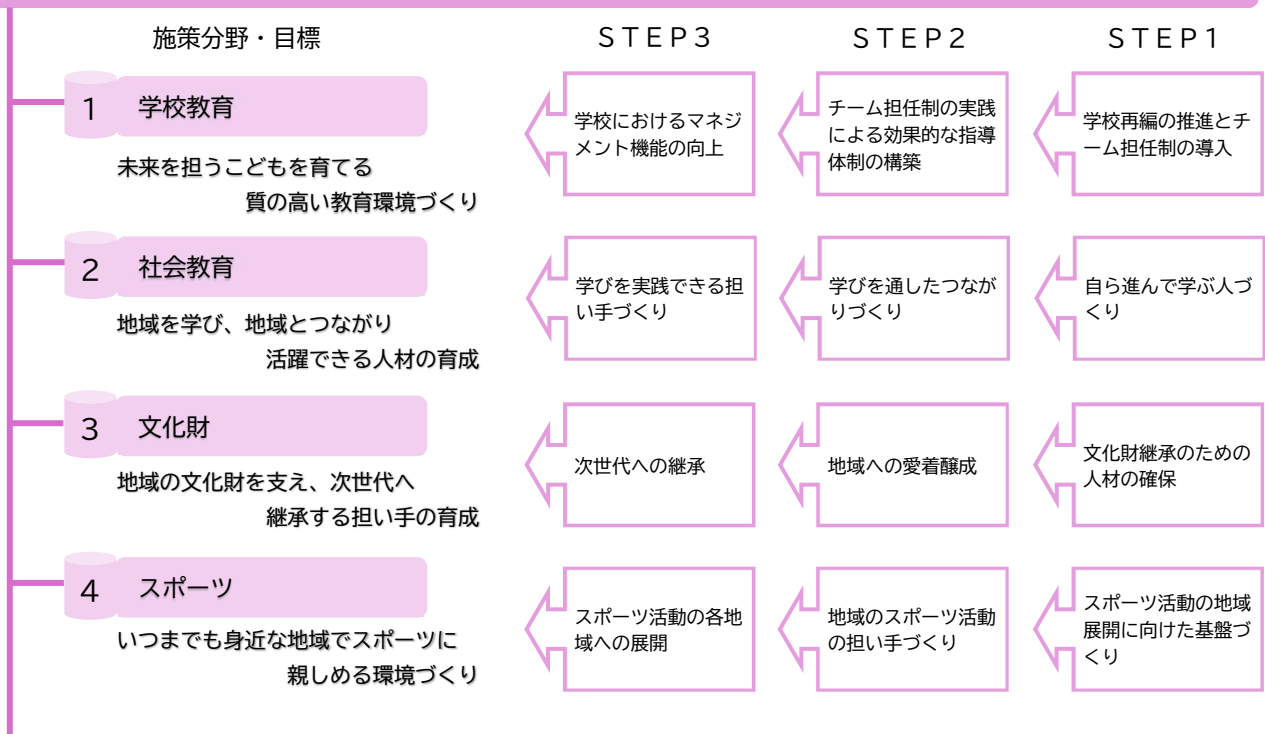 施策分野・目標
ＳＴＥＰ３
ＳＴＥＰ２
ＳＴＥＰ１
1 学校教育
未来を担うこどもを育てる
質の高い教育環境づくり
学校におけるマネジ
メント機能の向上
チーム担任制の実践
による効果的な指導
体制の構築
学校再編の推進とチ
ーム担任制の導入
2 社会教育
地域を学び、地域とつながり
活躍できる人材の育成
学びを実践できる担
い手づくり
学びを通したつなが
りづくり
自ら進んで学ぶ人づ
くり
3 文化財
地域の文化財を支え、次世代へ
継承する担い手の育成
次世代への継承
地域への愛着醸成
文化財継承のための
人材の確保
4 スポーツ
いつまでも身近な地域でスポーツに
親しめる環境づくり
スポーツ活動の各地
域への展開
地域のスポーツ活動
の担い手づくり
スポーツ活動の地域
展開に向けた基盤づ
くり